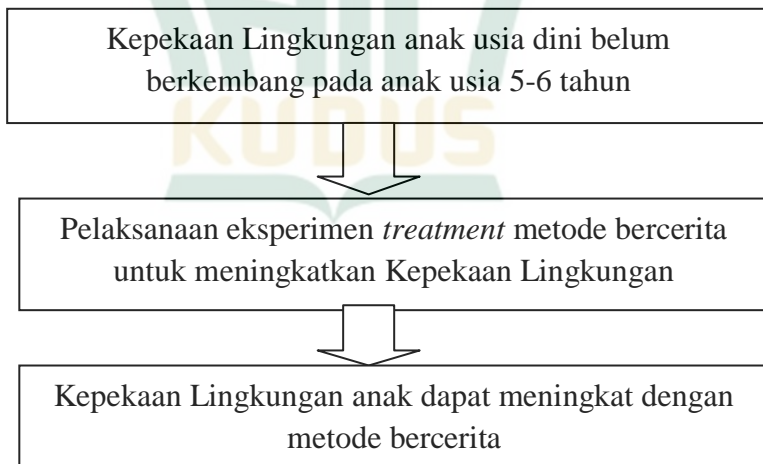 Kepekaan Lingkungan anak usia dini belum
berkembang pada anak usia 5-6 tahun
KUDUS
Pelaksanaan eksperimen treatment metode bercerita
untuk meningkatkan Kepekaan Lingkungan
Kepekaan Lingkungan anak dapat meningkat dengan
metode bercerita